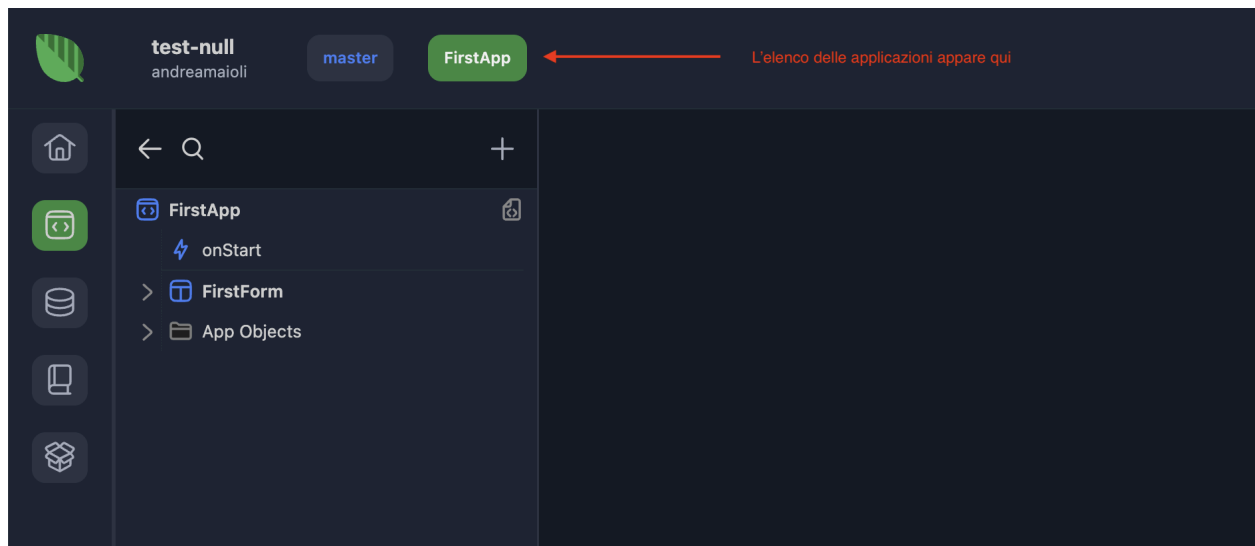 test-null
andreamaioli
master
FirstApp
L'elenco delle applicazioni appare qui
FirstApp
onStart
FirstForm
App Objects